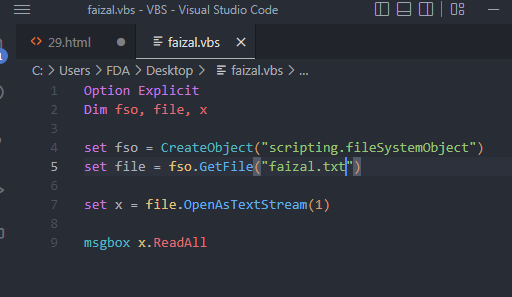 faizal.vbs - VBS - Visual Studio Code
29.html faizal.vbs
C: > Users > FDA > Desktop > faizal.vbs > ...
1 Option Explicit
2 Dim fso, file, x
3
4 set fso = CreateObject("scripting.fileSystemObject")
5 set file = fso.GetFile("faizal.txt")
6
7 set x = file.OpenAsTextStream(1)
8
9 msgbox x.ReadAll